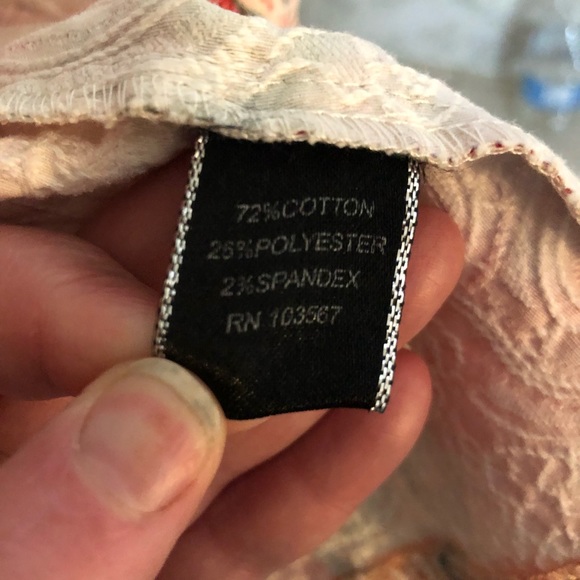 72%COTTON
26%POLYESTER
2%SPANDEX
RN 103567